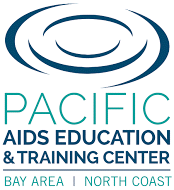 PACIFIC
AIDS EDUCATION
& TRAINING CENTER
BAY AREA | NORTH COAST